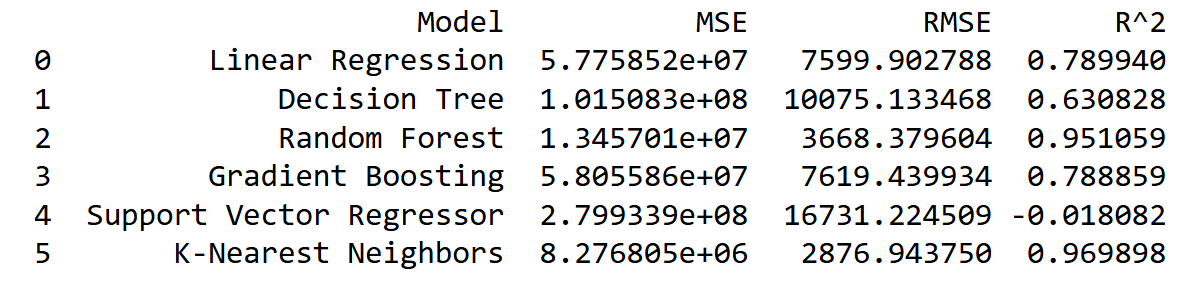 Model MSE RMSE R^2
0 Linear Regression 5.775852e+07 7599.902788 0.789940
1 Decision Tree 1.015083e+08 10075.133468 0.630828
2 Random Forest 1.345701e+07 3668.379604 0.951059
3 Gradient Boosting 5.805586e+07 7619.439934 0.788859
4 Support Vector Regressor 2.799339e+08 16731.224509 -0.018082
5 K-Nearest Neighbors 8.276805e+06 2876.943750 0.969898